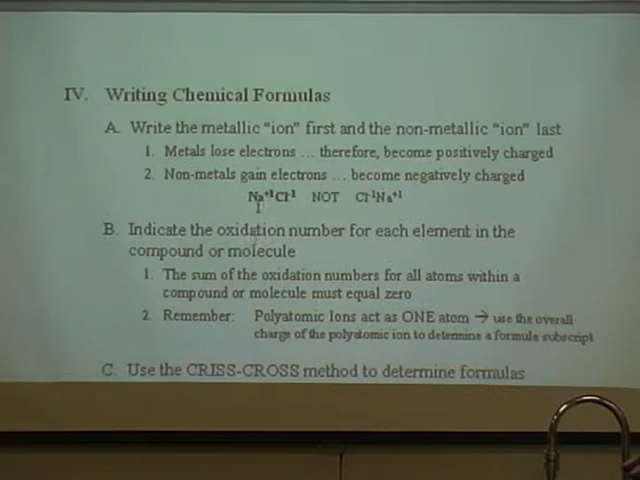 IV. Writing Chemical Formulas
A. Write the metallic "ion" first and the non-metallic "ion" last
1. Metals lose electrons ... therefore, become positively charged
2. Non-metals gain electrons ... become negatively charged
Na⁺¹Cl⁻¹ NOT Cl⁻¹Na⁺¹
B. Indicate the oxidation number for each element in the
compound or molecule
1. The sum of the oxidation numbers for all atoms within a
compound or molecule must equal zero
2. Remember: Polyatomic Ions act as ONE atom → use the overall
charge of the polyatomic ion to determine a formula subscript
C. Use the CRISS-CROSS method to determine formulas